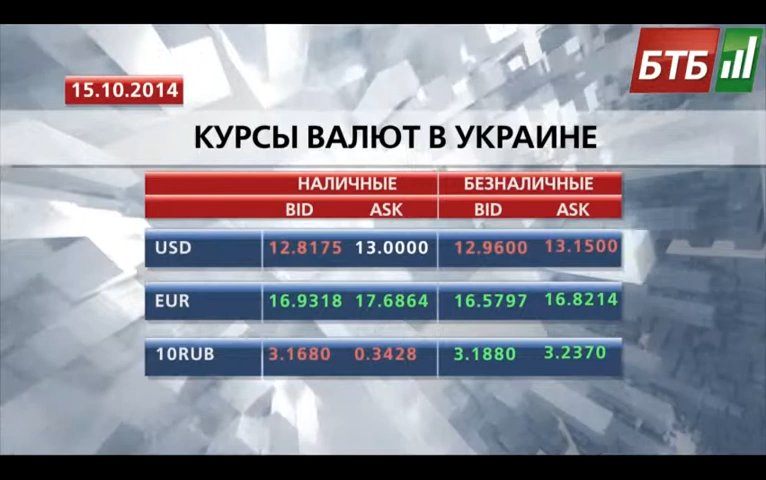 БТБ
15.10.2014
КУРСЫ ВАЛЮТ В УКРАИНЕ
НАЛИЧНЫЕ БЕЗНАЛИЧНЫЕ
BID ASK BID ASK
USD 12.8175 13.0000 12.9600 13.1500
EUR 16.9318 17.6864 16.5797 16.8214
10RUB 3.1680 0.3428 3.1880 3.2370